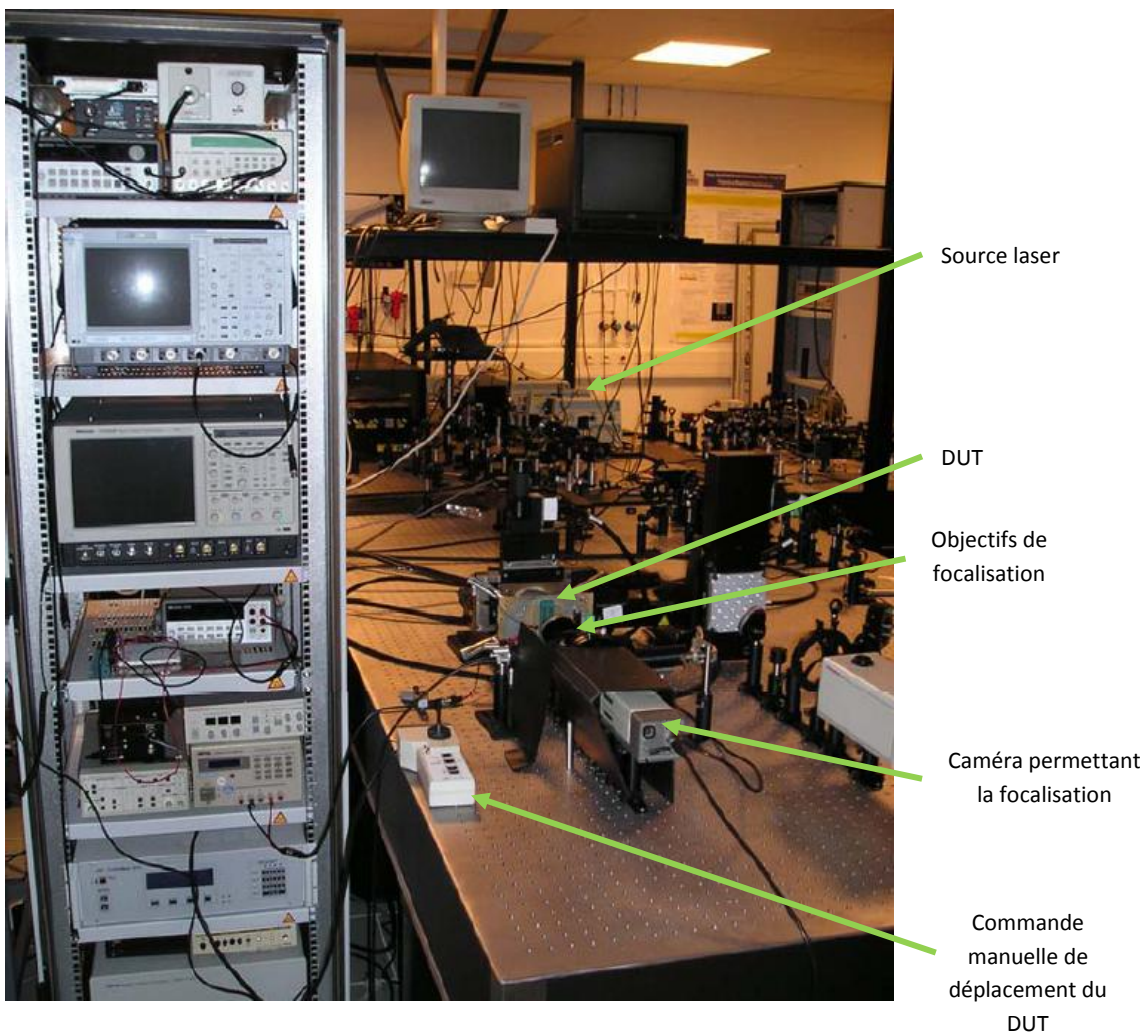 Source laser
DUT
Objectifs de
focalisation
Caméra permettant
la focalisation
Commande
manuelle de
déplacement du
DUT